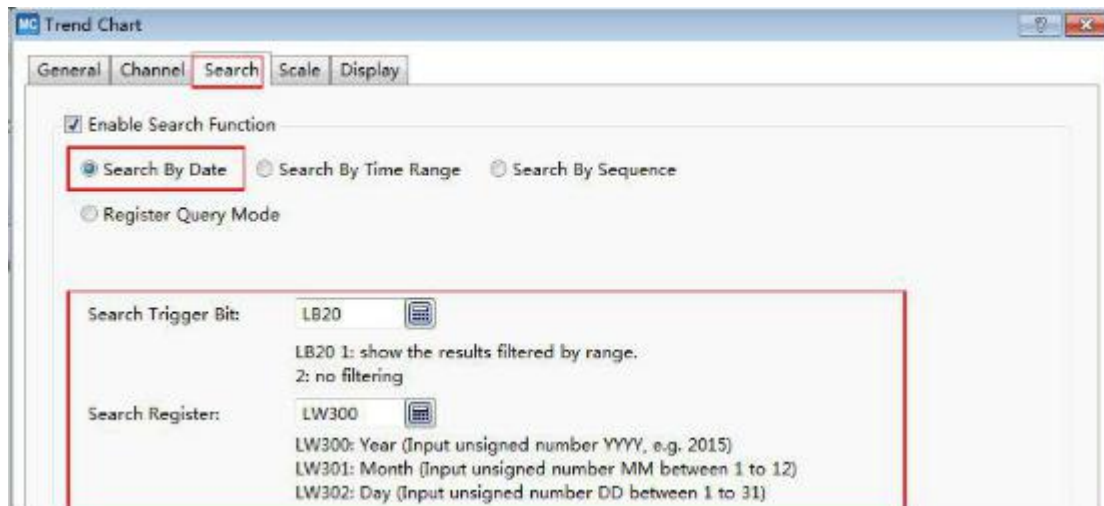 MC Trend Chart
General Channel Search Scale Display
Enable Search Function
Search By Date Search By Time Range Search By Sequence
Register Query Mode
Search Trigger Bit: LB20
LB20 1: show the results filtered by range.
2: no filtering
Search Register: LW300
LW300: Year (Input unsigned number YYYY, e.g. 2015)
LW301: Month (Input unsigned number MM between 1 to 12)
LW302: Day (Input unsigned number DD between 1 to 31)